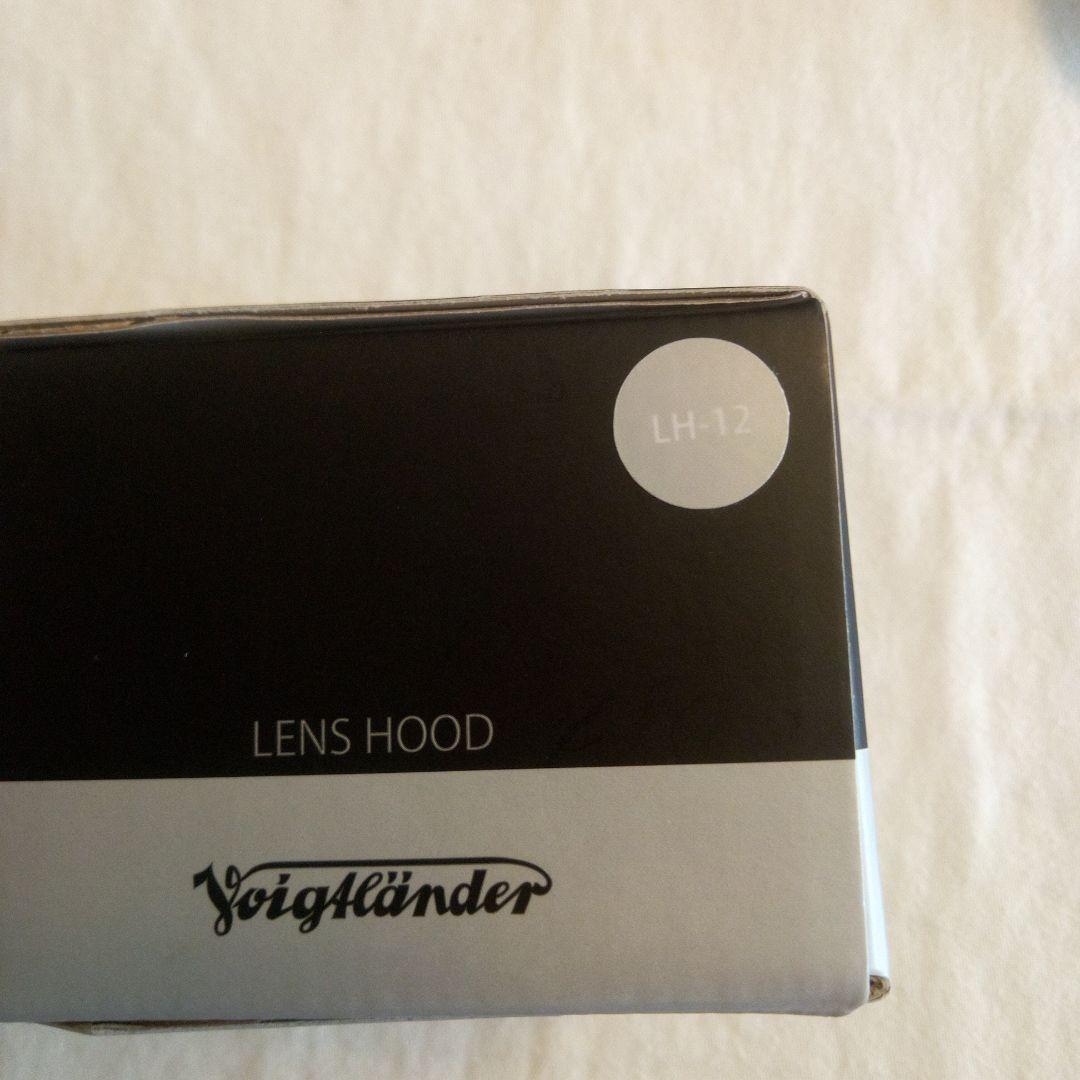 LH-12
LENS HOOD
Voigtländer